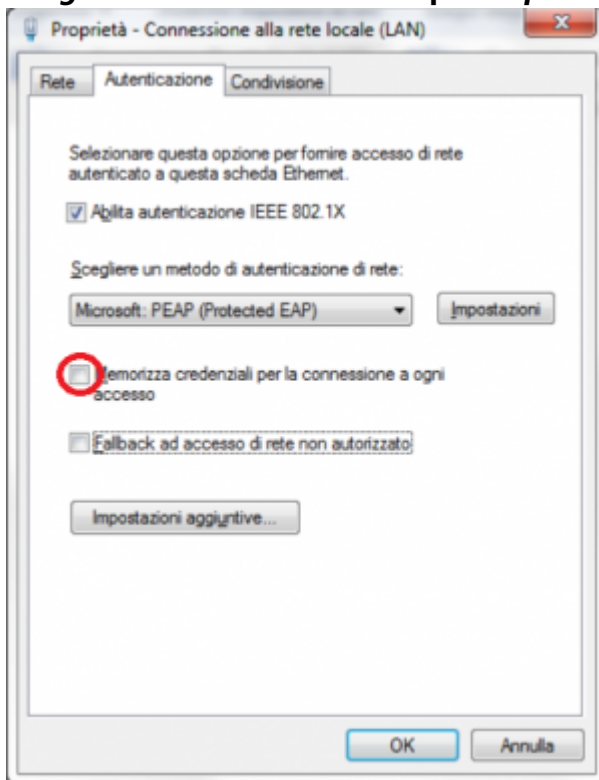 Proprietà - Connessione alla rete locale (LAN)
Rete Autenticazione Condivisione
Selezionare questa opzione per fornire accesso di rete
autenticato a questa scheda Ethernet.
Abilita autenticazione IEEE 802.1X
Scegliere un metodo di autenticazione di rete:
Microsoft: PEAP (Protected EAP) Impostazioni
Memorizza credenziali per la connessione a ogni
accesso
Fallback ad accesso di rete non autorizzato
Impostazioni aggiuntive...
OK Annulla